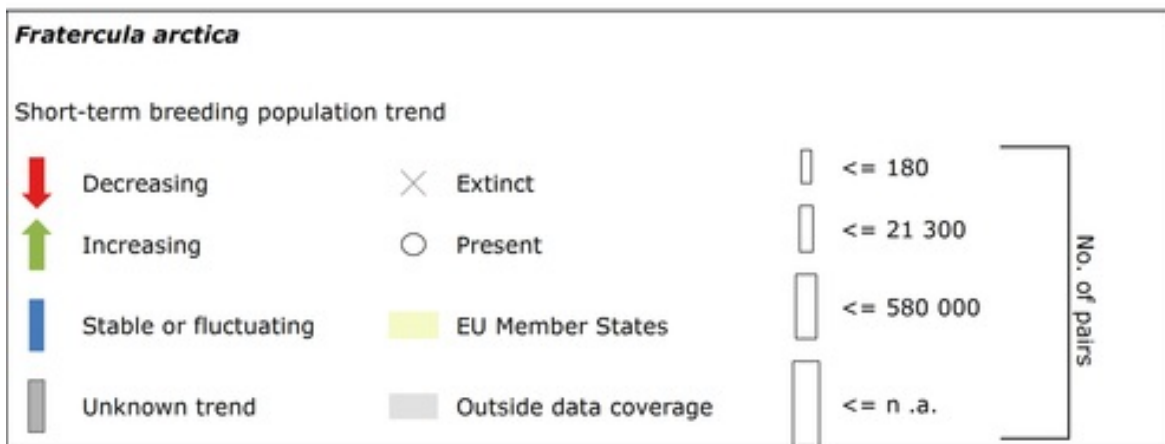 Fratercula arctica
Short-term breeding population trend
Decreasing
Increasing
Stable or fluctuating
Unknown trend
Extinct
Present
EU Member States
Outside data coverage
<= 180
<= 21 300
<= 580 000
<= n .a.
No. of pairs